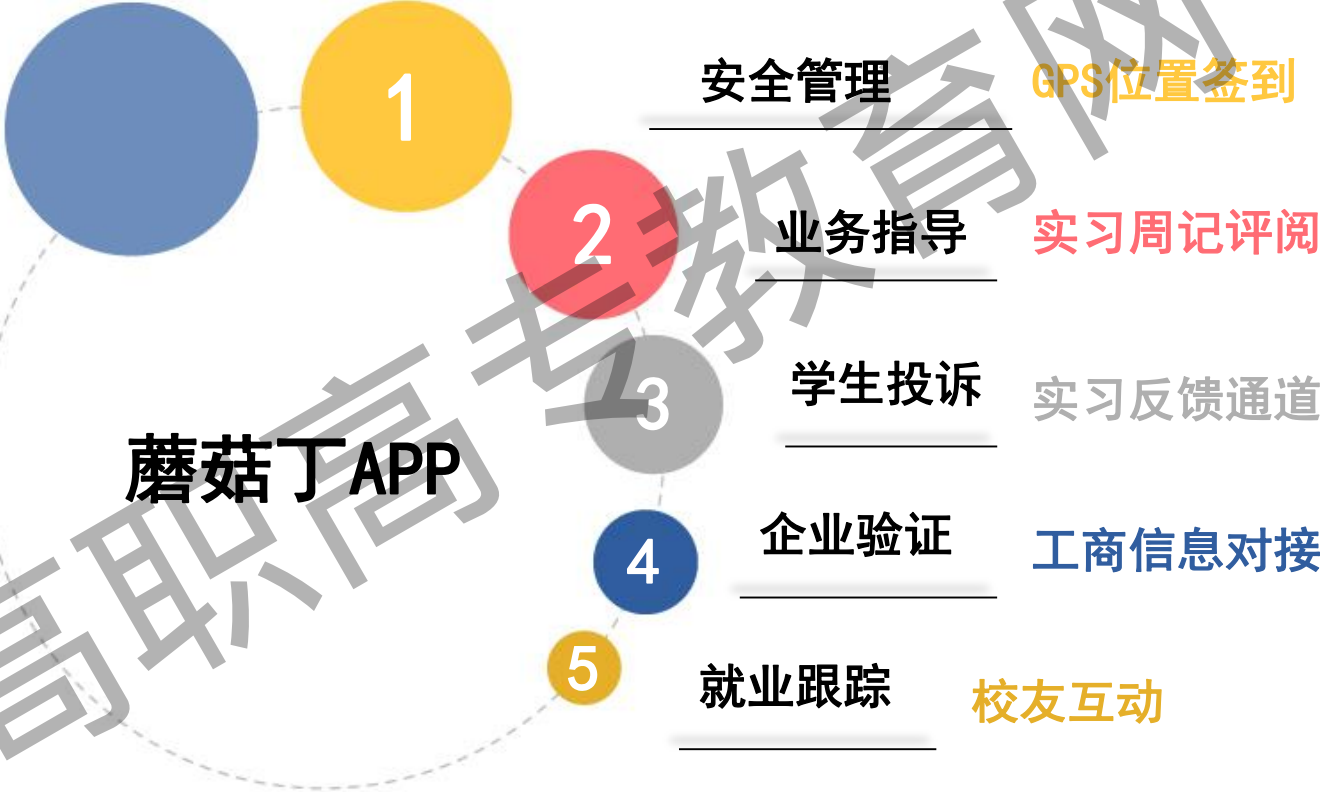 1
安全管理
GPS位置签到
2
业务指导
实习周记评阅
3
学生投诉
实习反馈通道
蘑菇丁APP
4
企业验证
工商信息对接
5
就业跟踪
校友互动
高职高专教育网